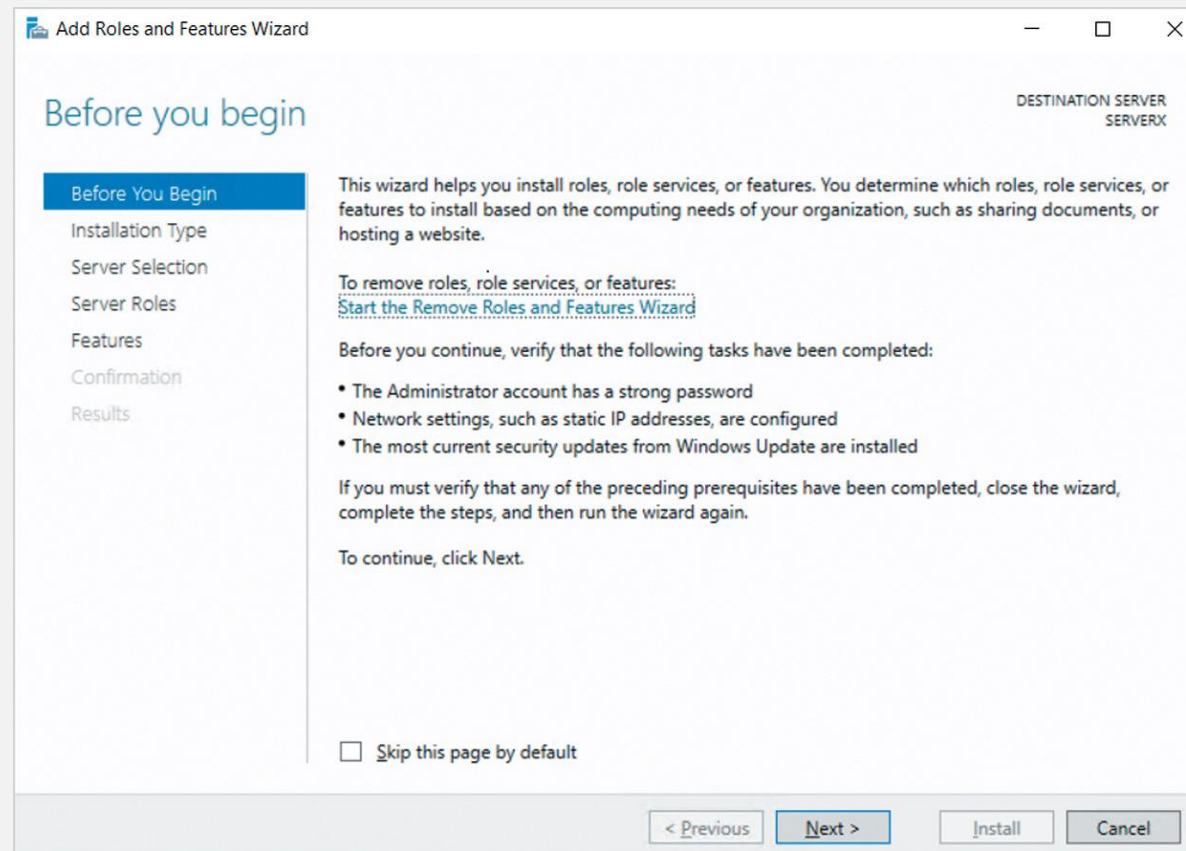 Add Roles and Features Wizard
Before you begin
DESTINATION SERVER
SERVERX
Before You Begin
Installation Type
Server Selection
Server Roles
Features
Confirmation
Results
This wizard helps you install roles, role services, or features. You determine which roles, role services, or
features to install based on the computing needs of your organization, such as sharing documents, or
hosting a website.
To remove roles, role services, or features:
Start the Remove Roles and Features Wizard
Before you continue, verify that the following tasks have been completed:
• The Administrator account has a strong password
• Network settings, such as static IP addresses, are configured
• The most current security updates from Windows Update are installed
If you must verify that any of the preceding prerequisites have been completed, close the wizard,
complete the steps, and then run the wizard again.
To continue, click Next.
Skip this page by default
< Previous
Next >
Install
Cancel